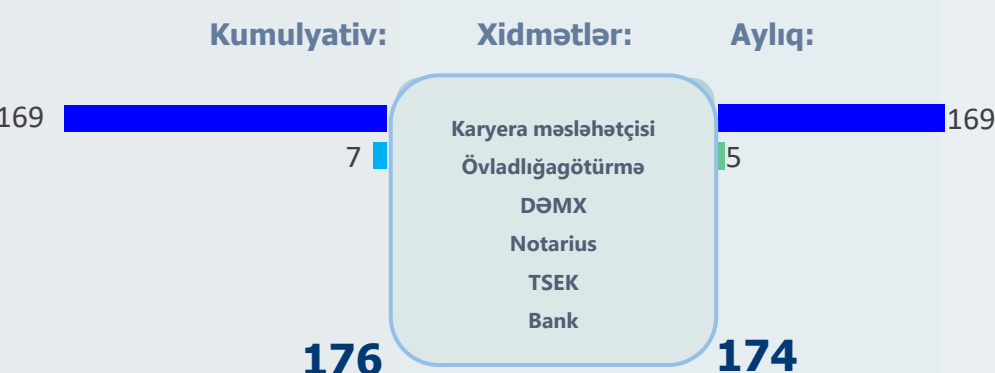 Kumulyativ: Xidmətlər: Aylıq:
169 Karyera məsləhətçisi 169
7 Övladlığagötürmə 5
DƏMX
Notarius
TSEK
Bank
176 174